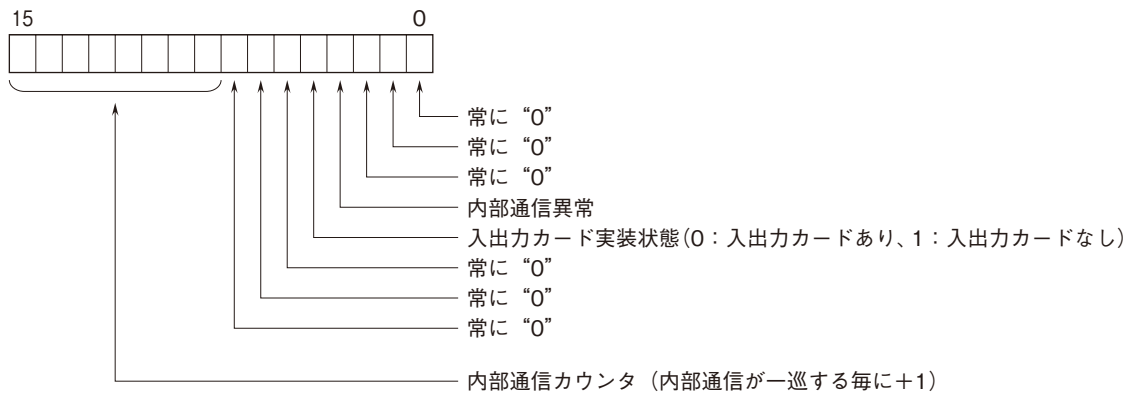 15 0
常に “0”
常に “0”
常に “0”
内部通信異常
入出力カード実装状態（0：入出力カードあり、1：入出力カードなし）
常に “0”
常に “0”
常に “0”
内部通信カウンタ（内部通信が一巡する毎に＋1）